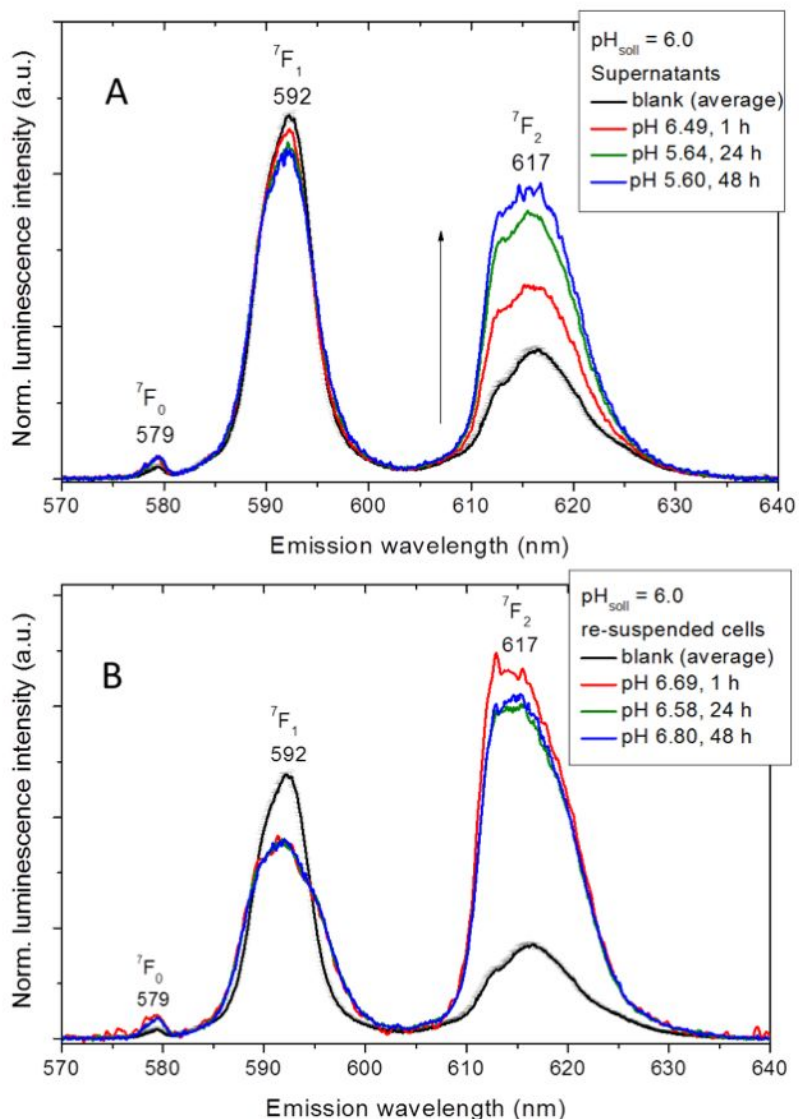 A
⁷F₁
592
⁷F₂
617
⁷F₀
579
pH_soll = 6.0
Supernatants
blank (average)
pH 6.49, 1 h
pH 5.64, 24 h
pH 5.60, 48 h
Norm. luminescence intensity (a.u.)
570 580 590 600 610 620 630 640
Emission wavelength (nm)
B
⁷F₁
592
⁷F₂
617
⁷F₀
579
pH_soll = 6.0
re-suspended cells
blank (average)
pH 6.69, 1 h
pH 6.58, 24 h
pH 6.80, 48 h
Norm. luminescence intensity (a.u.)
570 580 590 600 610 620 630 640
Emission wavelength (nm)